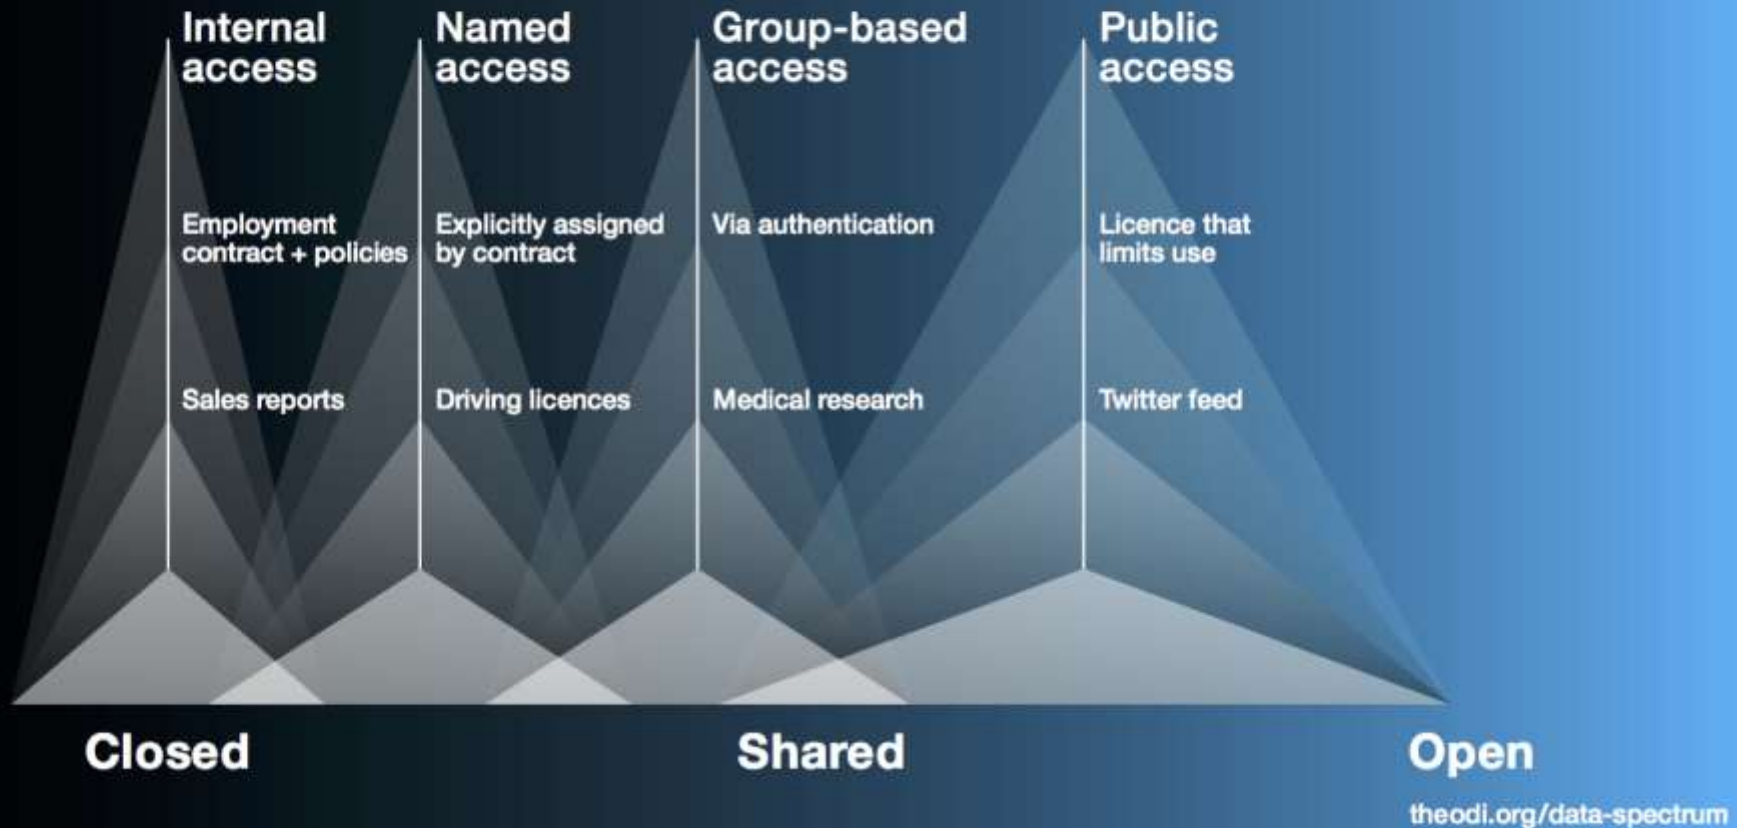 Internal
access
Named
access
Group-based
access
Public
access
Employment
contract + policies
Explicitly assigned
by contract
Via authentication
Licence that
limits use
Sales reports
Driving licences
Medical research
Twitter feed
Closed
Shared
Open
theodi.org/data-spectrum